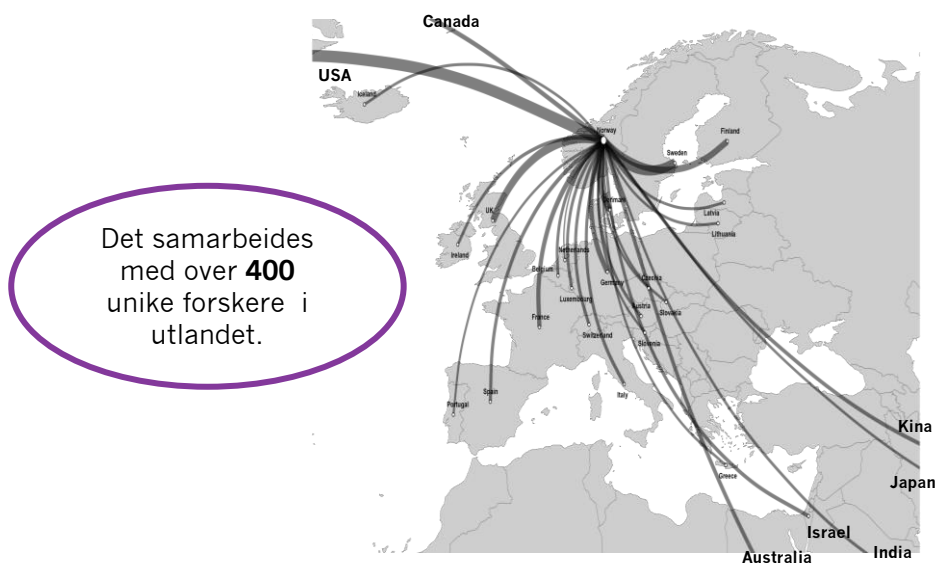 Canada
USA
Iceland
Norway
Finland
Sweden
Det samarbeides
med over 400
unike forskere i
utlandet.
UK
Denmark
Latvia
Lithuania
Ireland
Netherlands
Belgium
Germany
Czechia
Luxembourg
Austria
Slovakia
France
Switzerland
Slovenia
Spain
Portugal
Italy
Kina
Greece
Japan
Israel
India
Australia